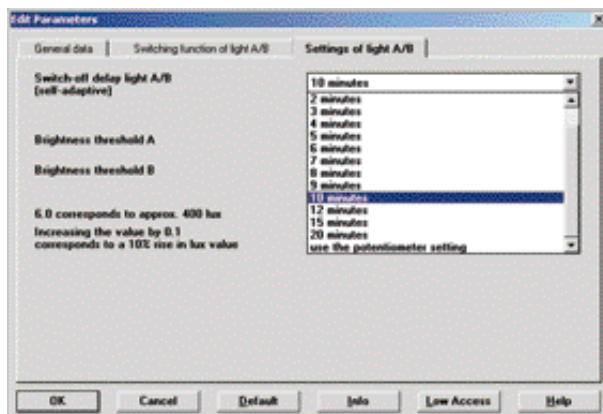 Edit Parameters
General data
Switching function of light A/B
Settings of light A/B
Switch-off delay light A/B
(self-adaptive)
10 minutes
2 minutes
3 minutes
4 minutes
5 minutes
6 minutes
7 minutes
8 minutes
9 minutes
10 minutes
12 minutes
15 minutes
20 minutes
use the potentiometer setting
Brightness threshold A
Brightness threshold B
6.0 corresponds to approx. 400 lux
Increasing the value by 0.1
corresponds to a 10% rise in lux value
OK
Cancel
Default
Info
Low Access
Help